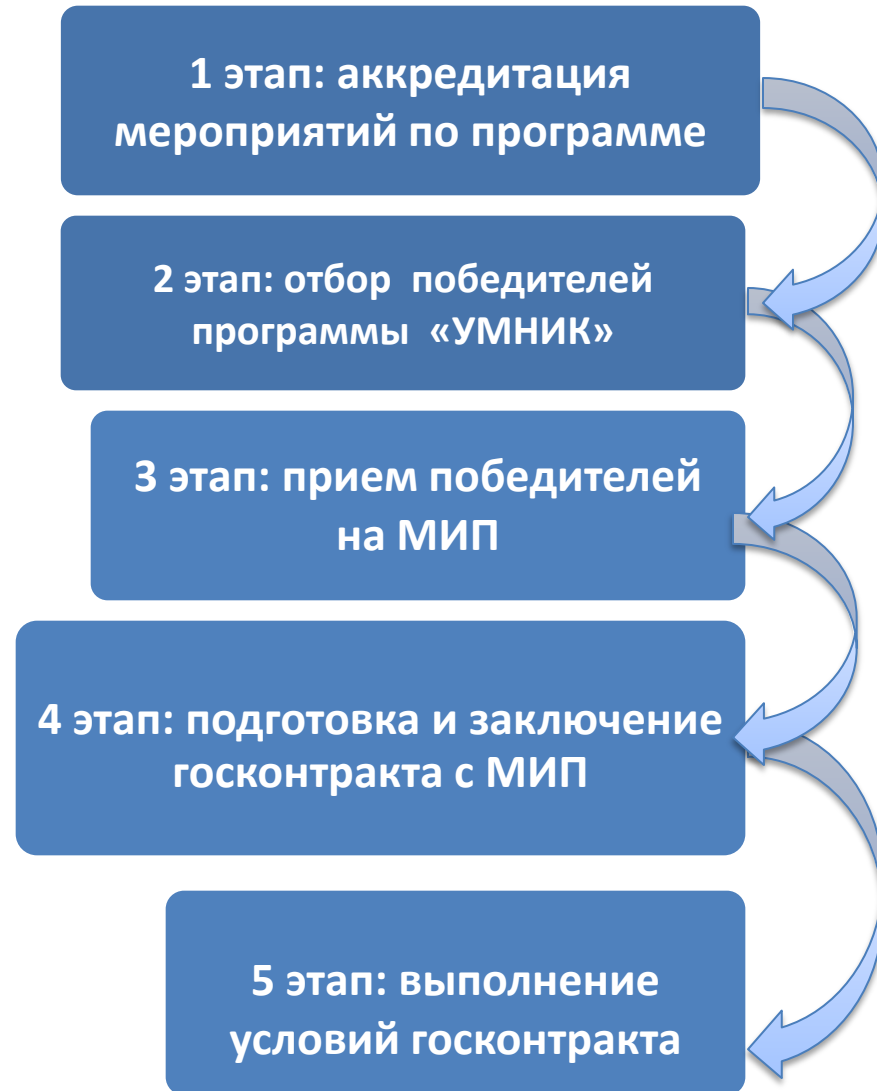 1 этап: аккредитация
мероприятий по программе
2 этап: отбор победителей
программы «УМНИК»
3 этап: прием победителей
на МИП
4 этап: подготовка и заключение
госконтракта с МИП
5 этап: выполнение
условий госконтракта